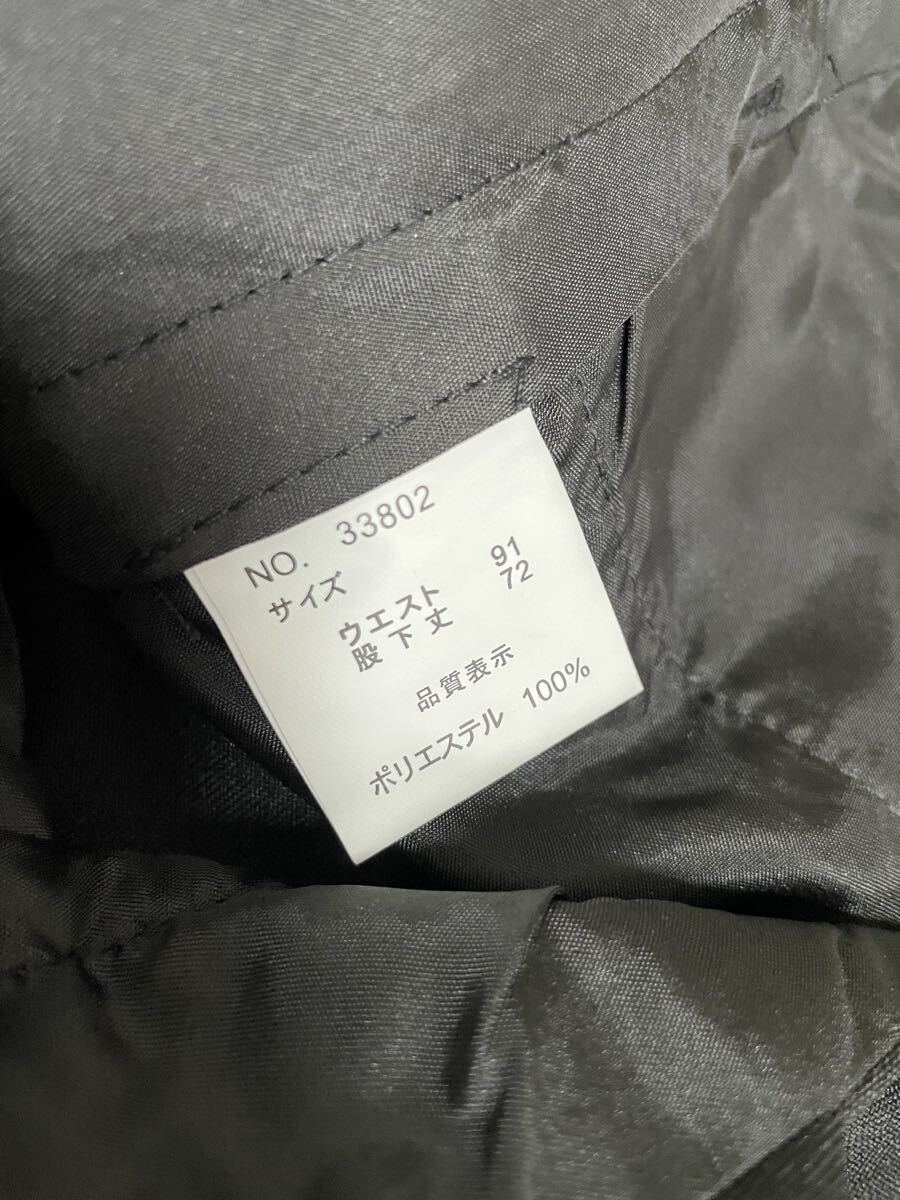 NO. 33802
サイズ
ウエスト 91
股下丈 72
品質表示
ポリエステル 100%